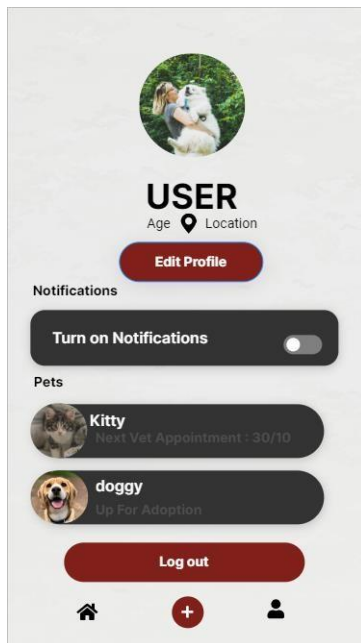 USER
Age Location
Edit Profile
Notifications
Turn on Notifications
Pets
Kitty
Next Vet Appointment : 30/10
doggy
Up For Adoption
Log out